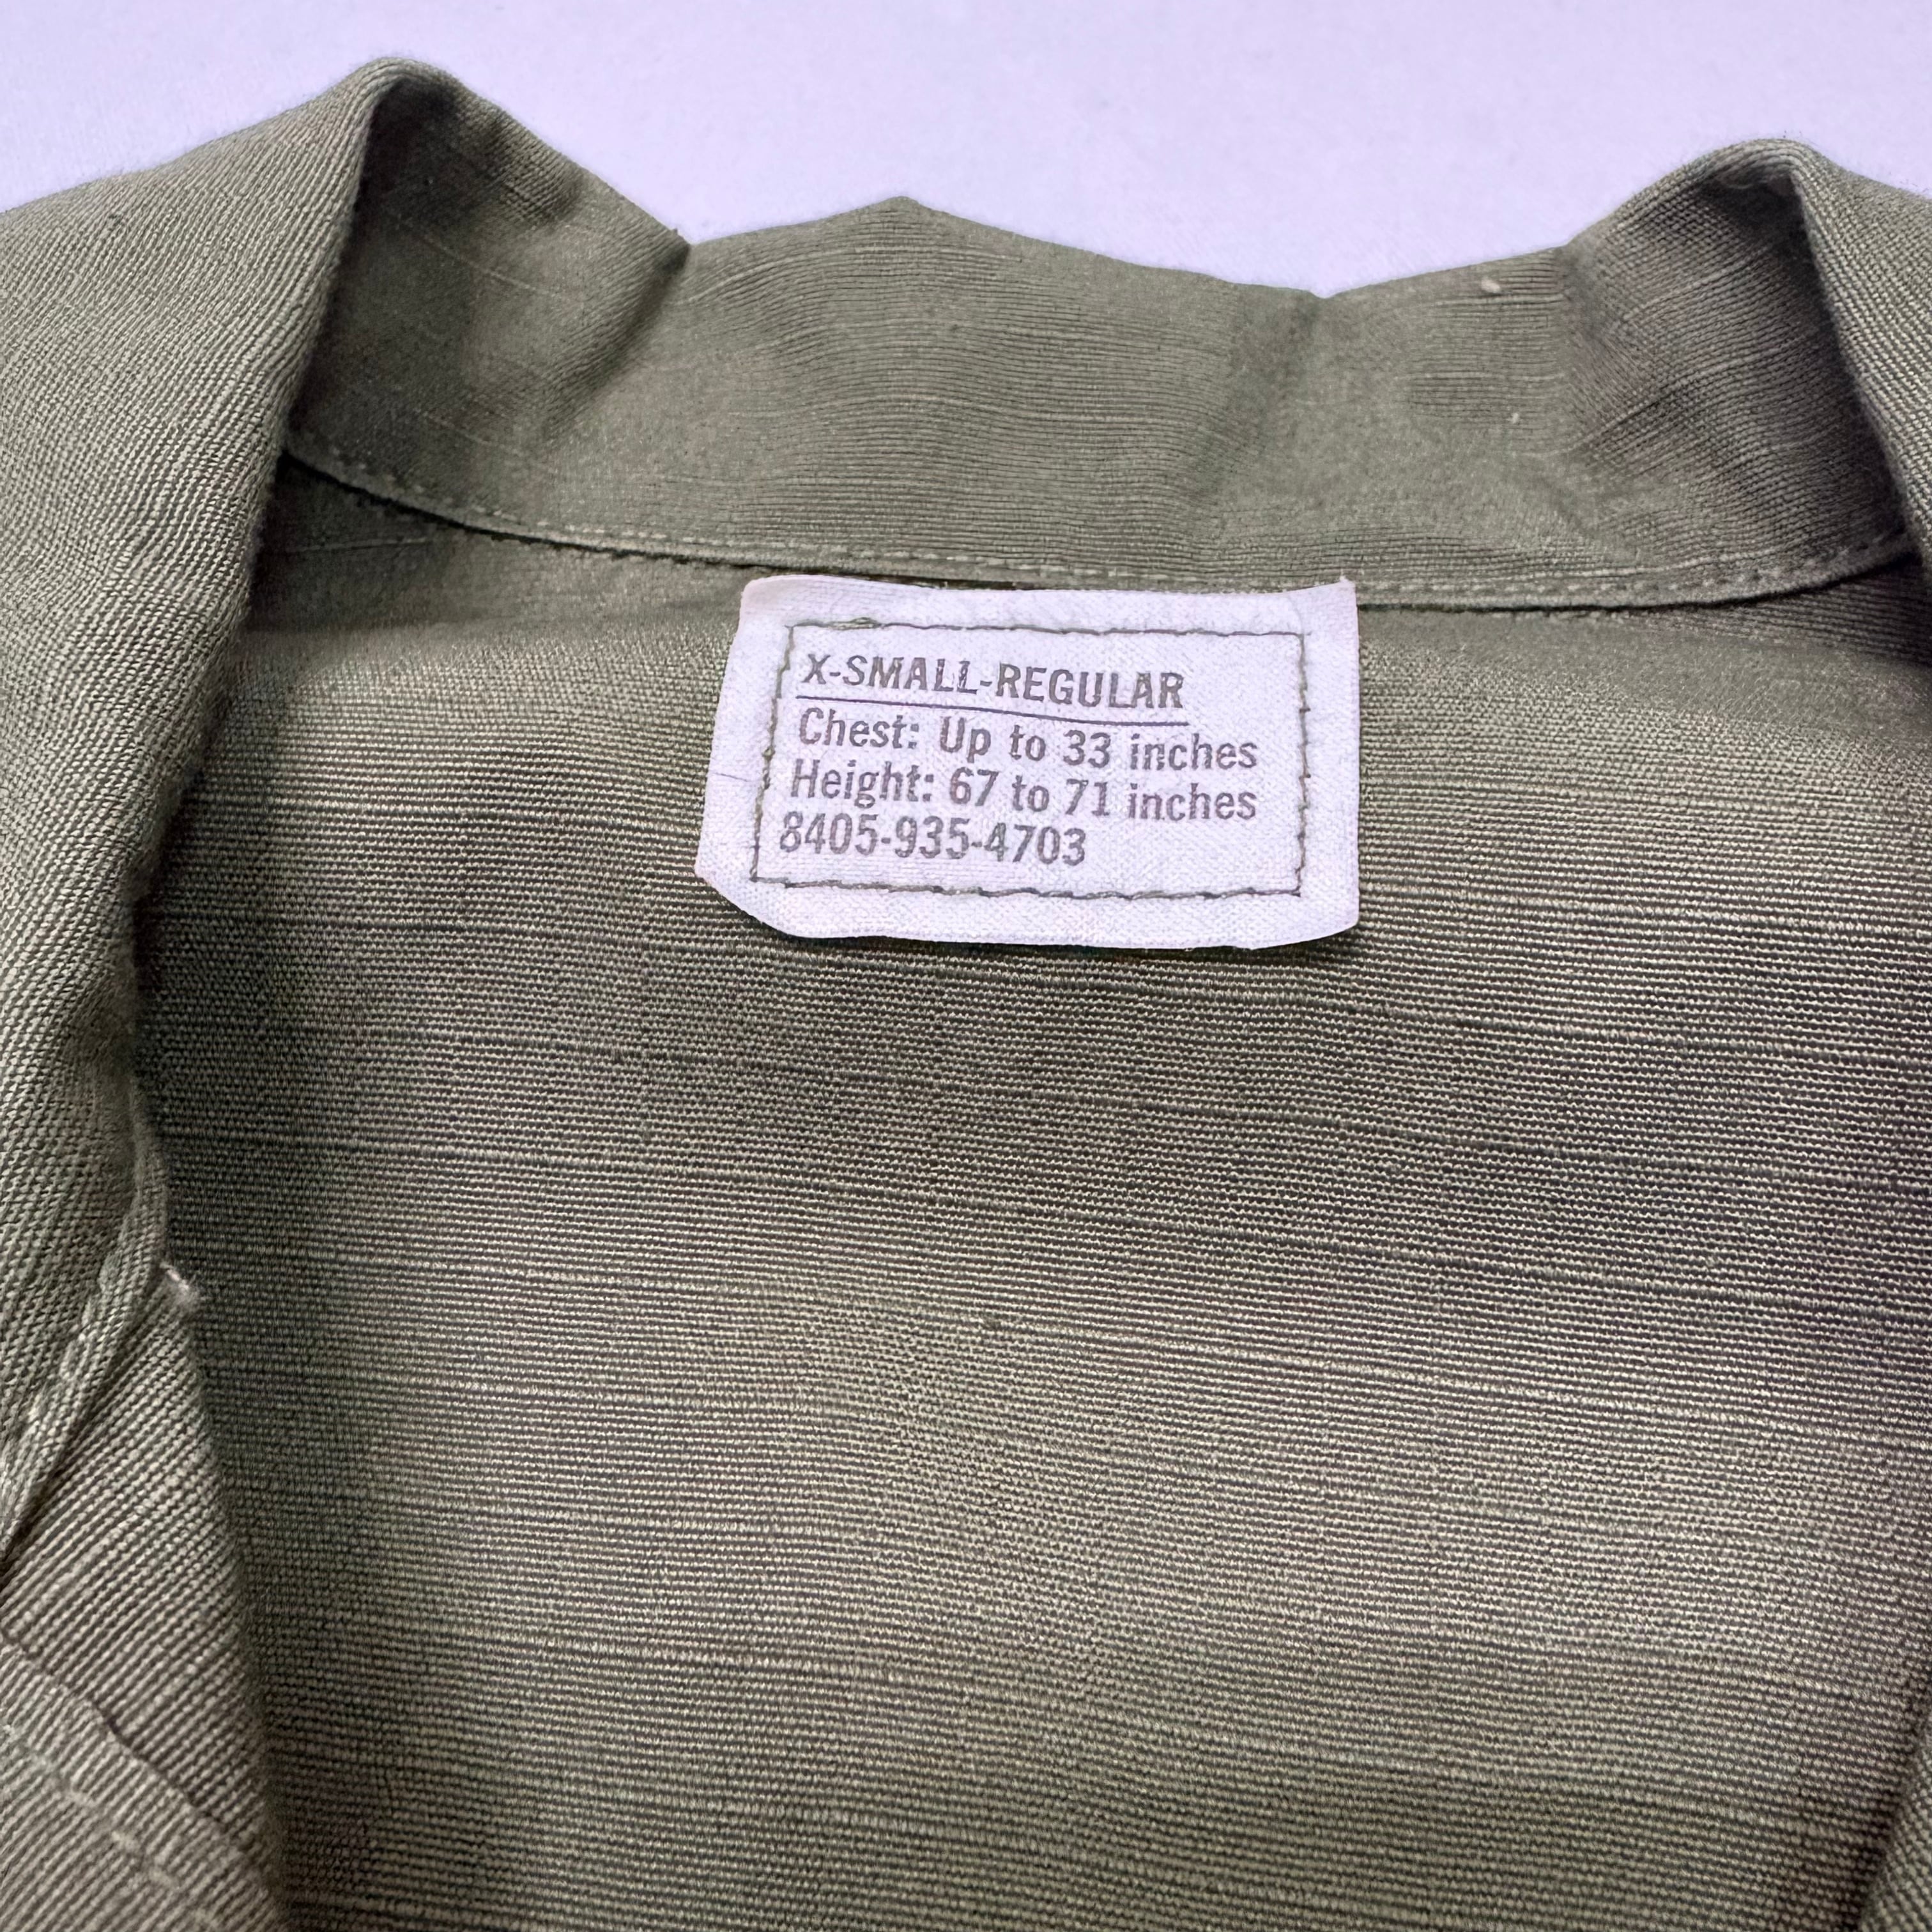 X-SMALL-REGULAR
Chest: Up to 33 inches
Height: 67 to 71 inches
8405-935-4703